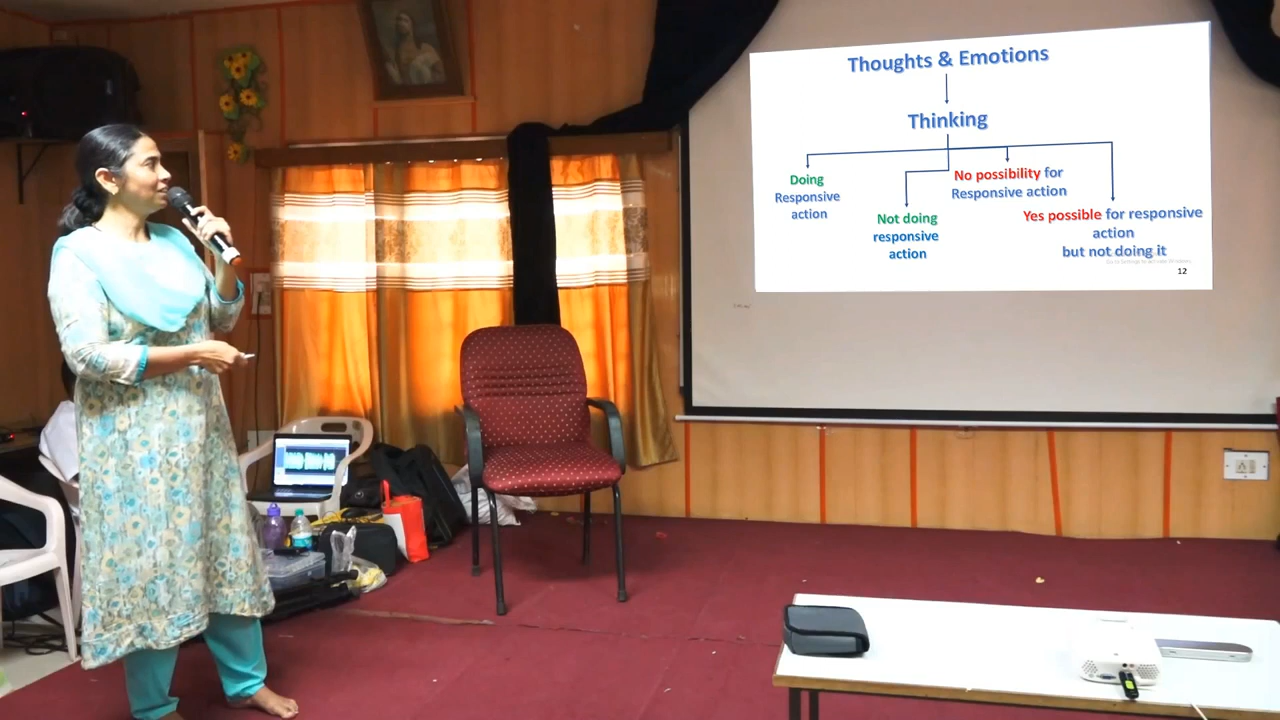 Thoughts & Emotions
Thinking
Doing
Responsive
action
Not doing
responsive
action
No possibility for
Responsive action
Yes possible for responsive
action
but not doing it
12